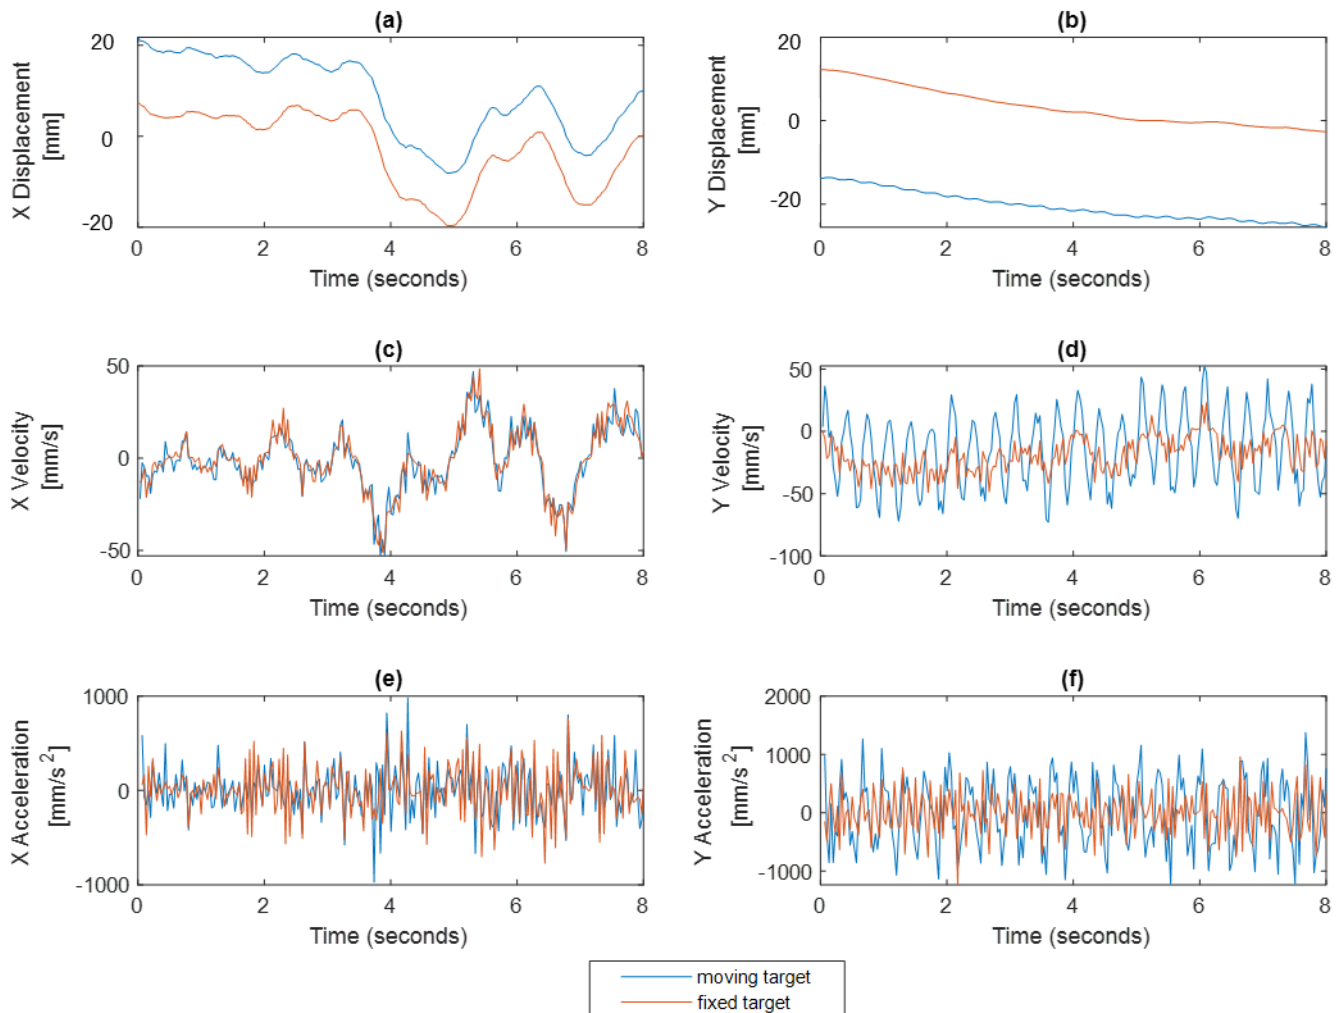 (a)
20
0
-20
X Displacement
[mm]
0 2 4 6 8
Time (seconds)
(b)
20
0
-20
Y Displacement
[mm]
0 2 4 6 8
Time (seconds)
(c)
50
0
-50
X Velocity
[mm/s]
0 2 4 6 8
Time (seconds)
(d)
50
0
-50
-100
Y Velocity
[mm/s]
0 2 4 6 8
Time (seconds)
(e)
1000
0
-1000
X Acceleration
[mm/s 2]
0 2 4 6 8
Time (seconds)
(f)
2000
1000
0
-1000
Y Acceleration
[mm/s 2]
0 2 4 6 8
Time (seconds)
moving target
fixed target